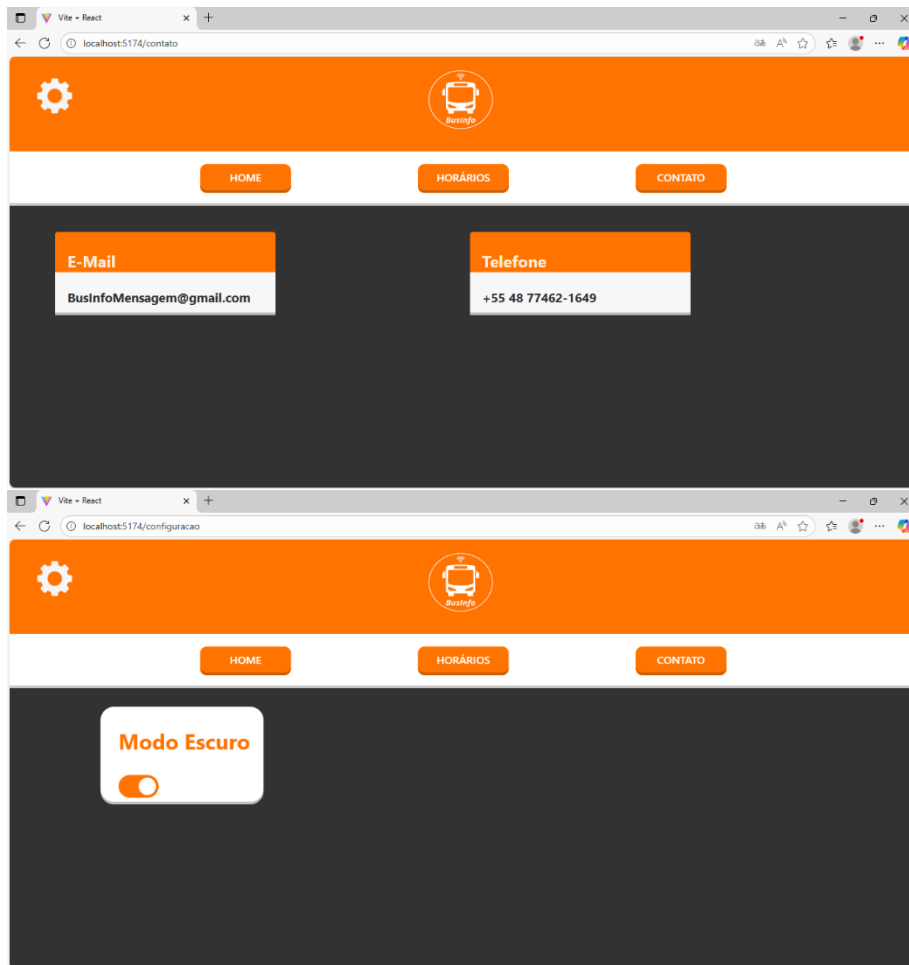 Vite + React
localhost:5174/contato
BusInfo
HOME HORÁRIOS CONTATO
E-Mail Telefone
BusInfoMensagem@gmail.com +55 48 77462-1649
Vite + React
localhost:5174/configuracao
BusInfo
HOME HORÁRIOS CONTATO
Modo Escuro